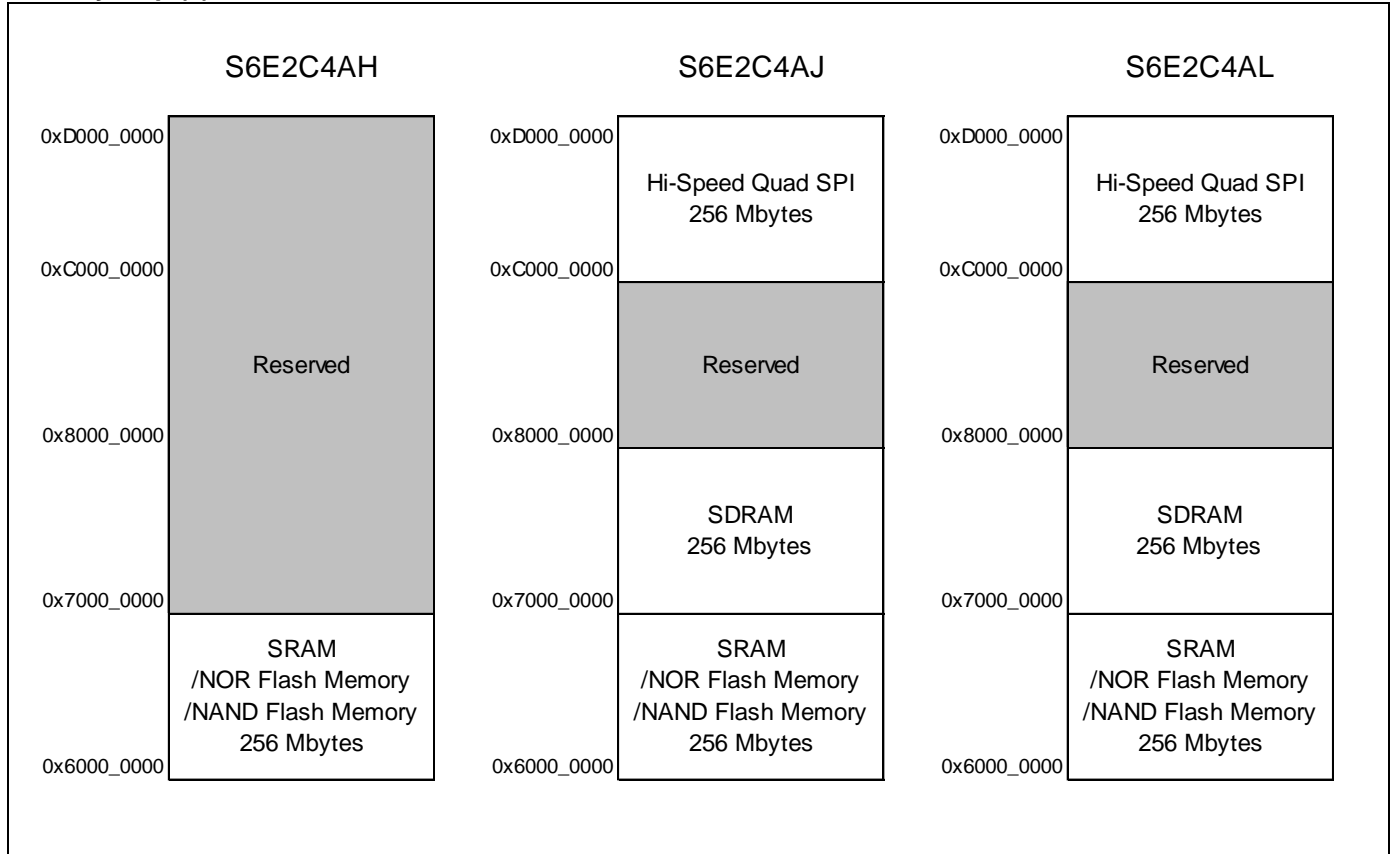 S6E2C4AH
0xD000_0000
0xC000_0000
Reserved
0x8000_0000
0x7000_0000
SRAM
/NOR Flash Memory
/NAND Flash Memory
256 Mbytes
0x6000_0000
S6E2C4AJ
0xD000_0000
Hi-Speed Quad SPI
256 Mbytes
0xC000_0000
Reserved
0x8000_0000
SDRAM
256 Mbytes
0x7000_0000
SRAM
/NOR Flash Memory
/NAND Flash Memory
256 Mbytes
0x6000_0000
S6E2C4AL
0xD000_0000
Hi-Speed Quad SPI
256 Mbytes
0xC000_0000
Reserved
0x8000_0000
SDRAM
256 Mbytes
0x7000_0000
SRAM
/NOR Flash Memory
/NAND Flash Memory
256 Mbytes
0x6000_0000